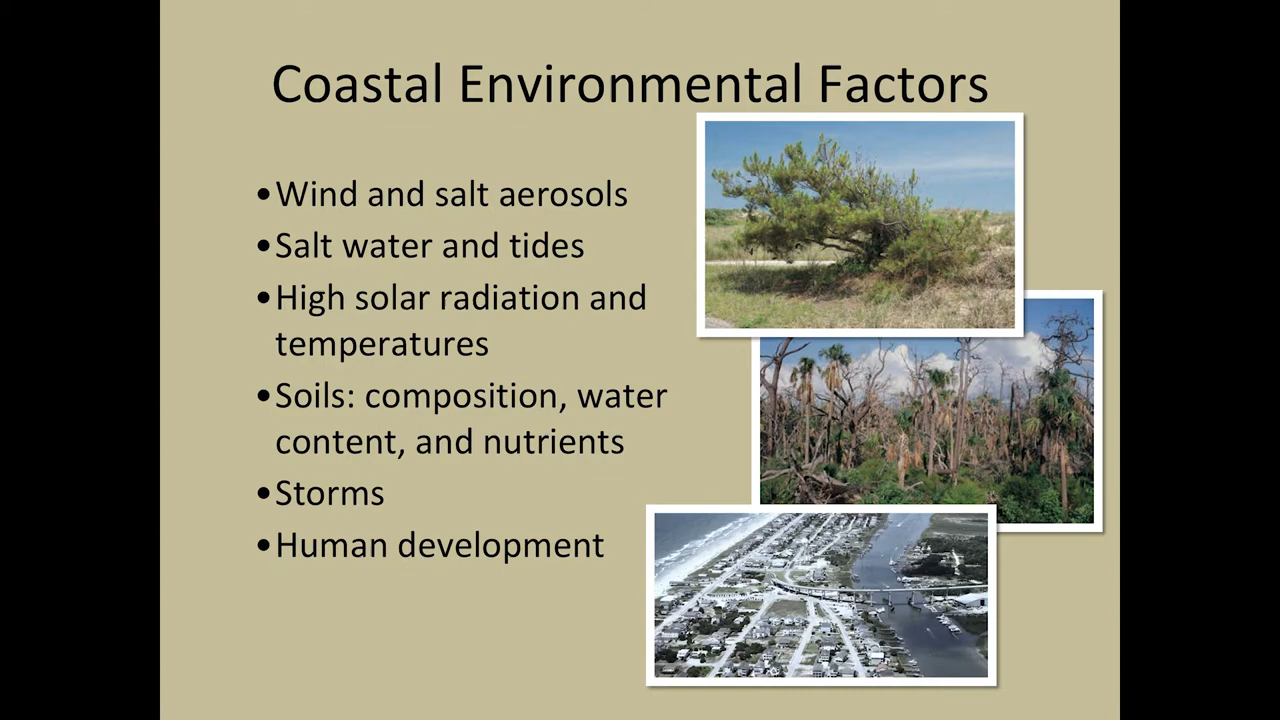 Coastal Environmental Factors
•Wind and salt aerosols
•Salt water and tides
•High solar radiation and
temperatures
•Soils: composition, water
content, and nutrients
•Storms
•Human development